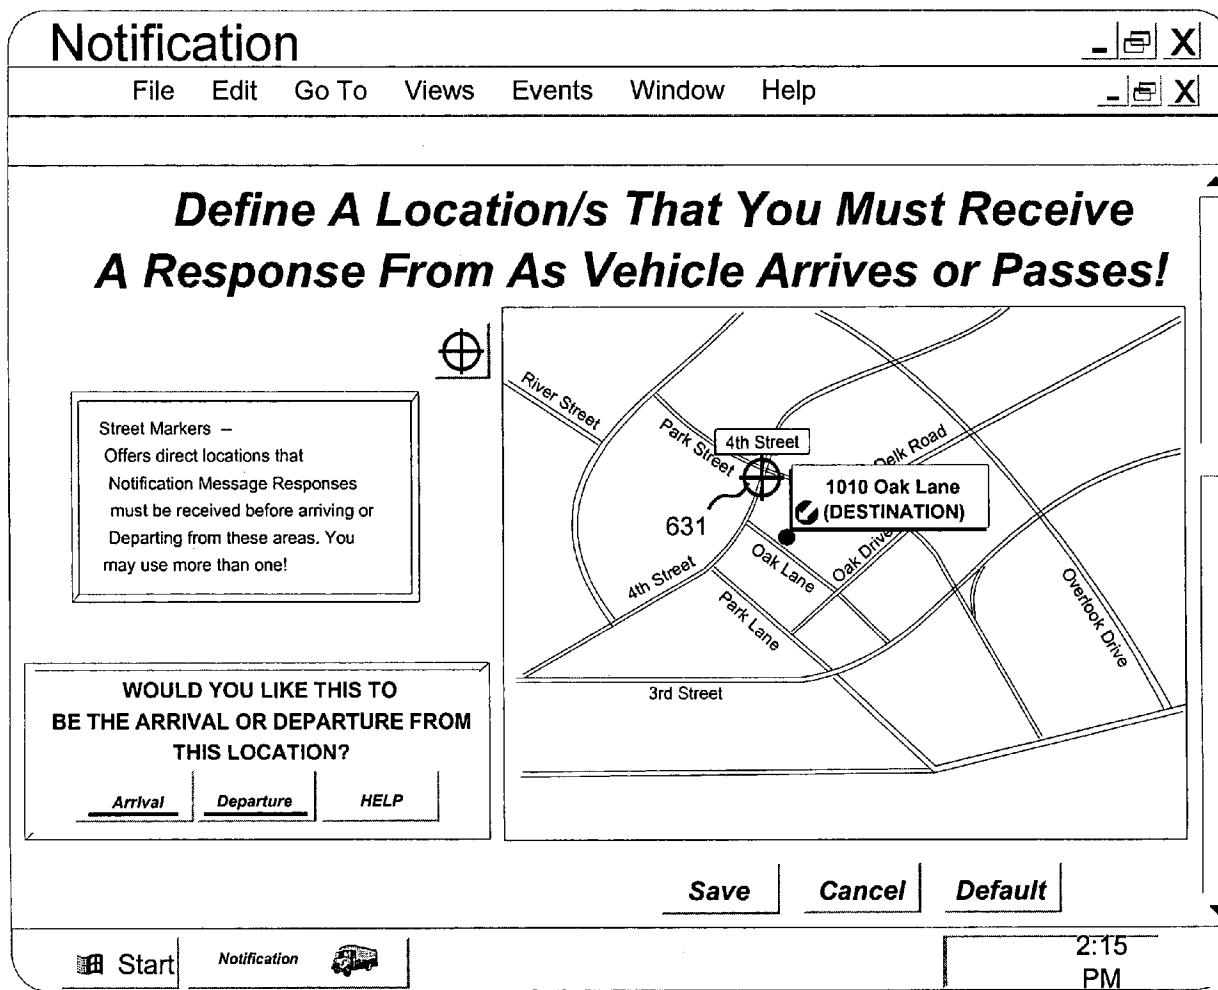 Notification
File Edit Go To Views Events Window Help
Define A Location/s That You Must Receive
A Response From As Vehicle Arrives or Passes!
Street Markers –
Offers direct locations that
Notification Message Responses
must be received before arriving or
Departing from these areas. You
may use more than one!
WOULD YOU LIKE THIS TO
BE THE ARRIVAL OR DEPARTURE FROM
THIS LOCATION?
Arrival Departure HELP
River Street
Park Street
4th Street
Delk Road
1010 Oak Lane
(DESTINATION)
631
Oak Lane
Oak Drive
4th Street
Park Lane
Overlook Drive
3rd Street
Save Cancel Default
Start Notification 2:15
PM